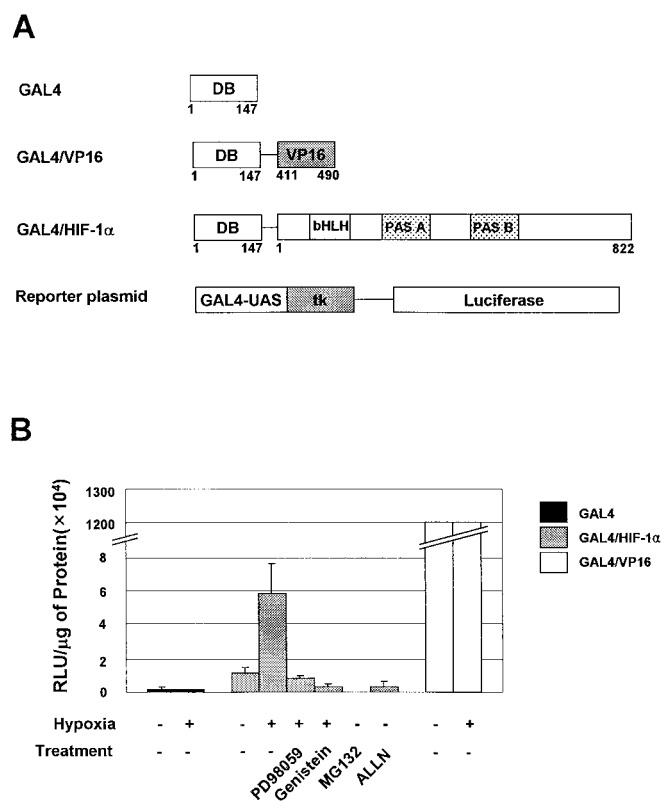 A
GAL4
DB
1 147
GAL4/VP16
DB VP16
1 147 411 490
GAL4/HIF-1α
DB bHLH PAS A PAS B
1 147 1 822
Reporter plasmid
GAL4-UAS tk Luciferase
B
RLU/μg of Protein(×10⁴)
1300
1200
8
6
4
2
0
GAL4
GAL4/HIF-1α
GAL4/VP16
Hypoxia - + - + + + - - - +
Treatment - - - - PD98059 Genistein MG132 ALLN - -